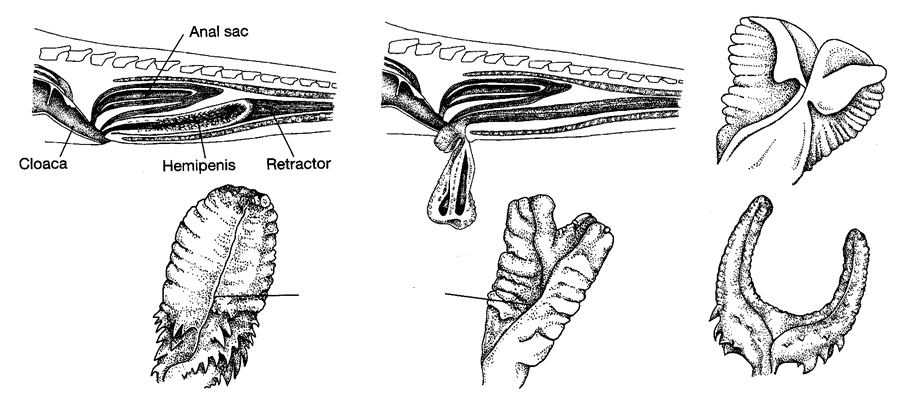 Anal sac
Cloaca
Hemipenis
Retractor